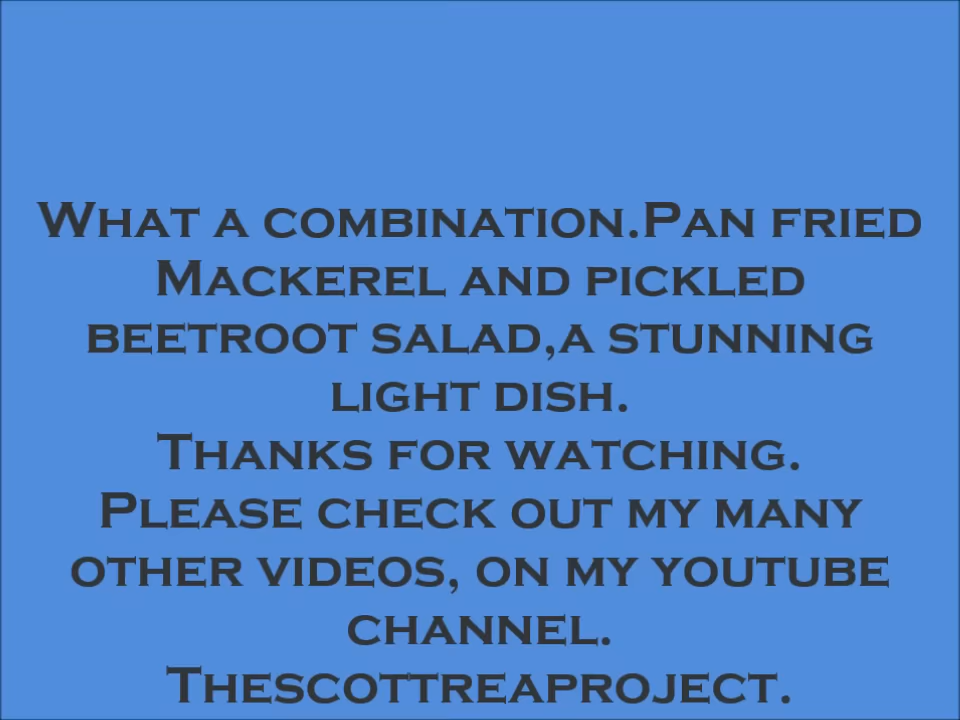 What a combination.Pan fried
Mackerel and pickled
beetroot salad,a stunning
light dish.
Thanks for watching.
Please check out my many
other videos, on my youtube
channel.
Thescottreaproject.